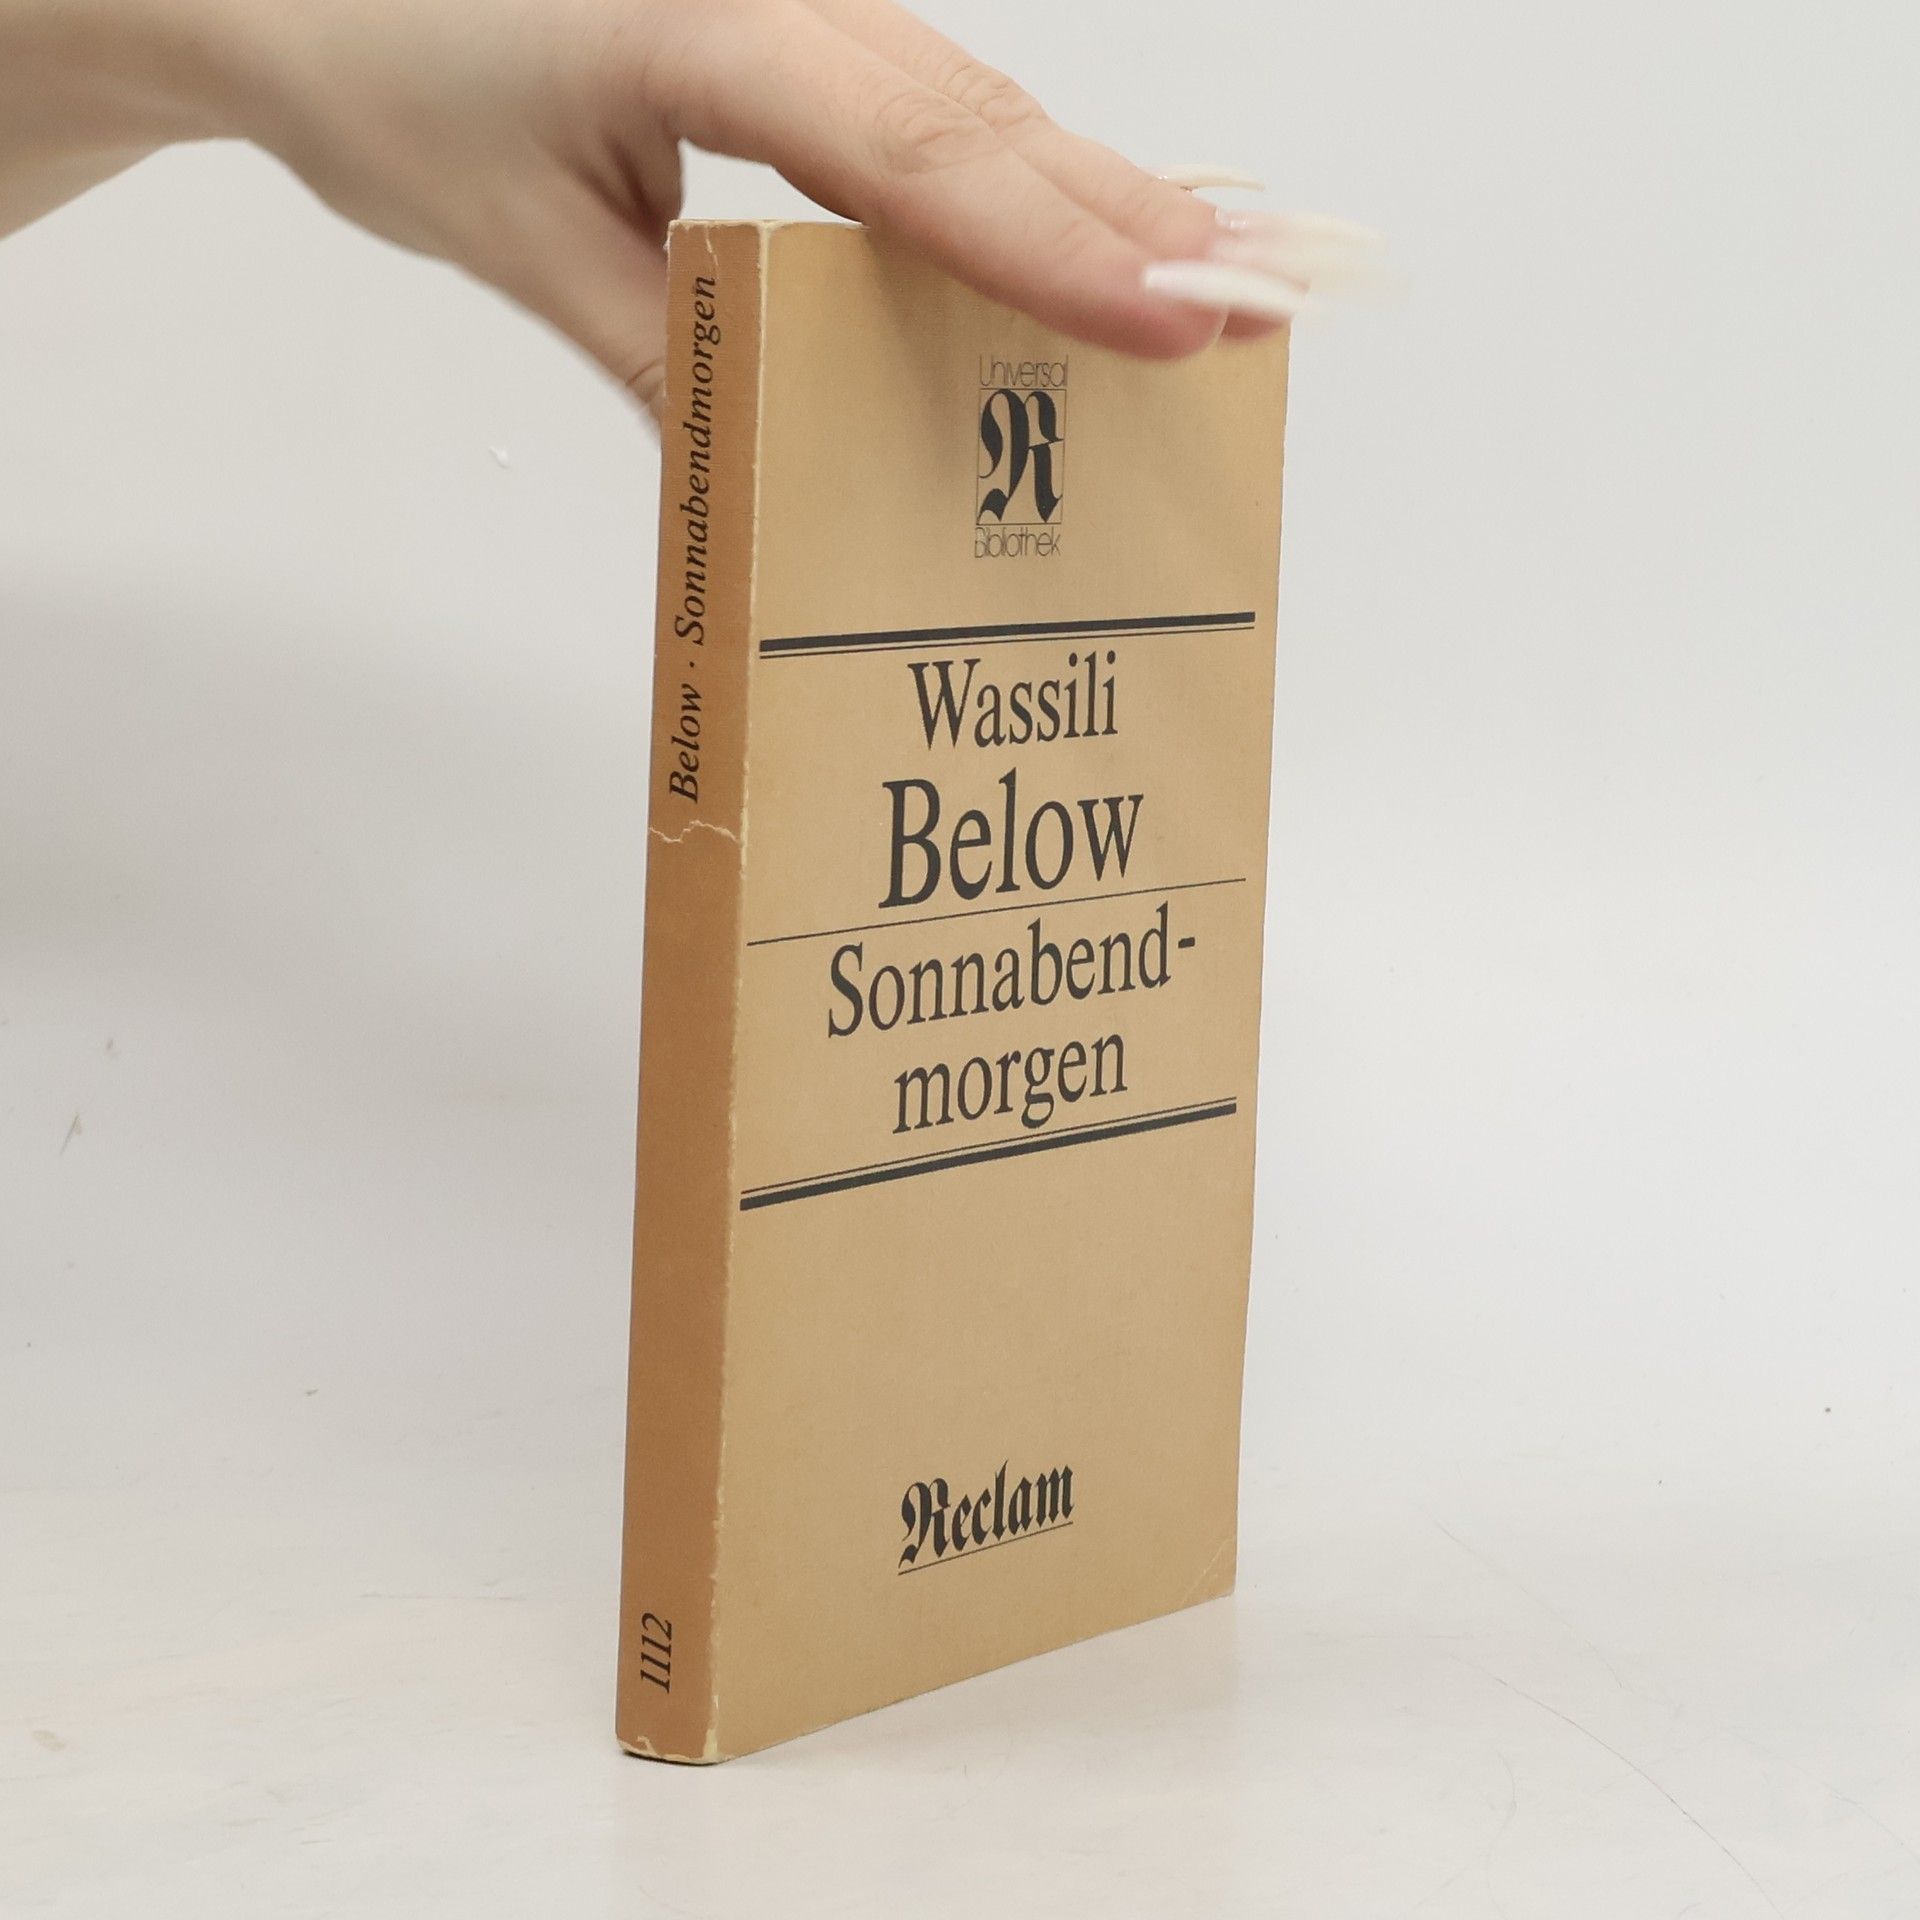 Below · Sonnabendmorgen
1112
Universal
R
Bibliothek
Wassili
Below
Sonnabend-
morgen
Reclam